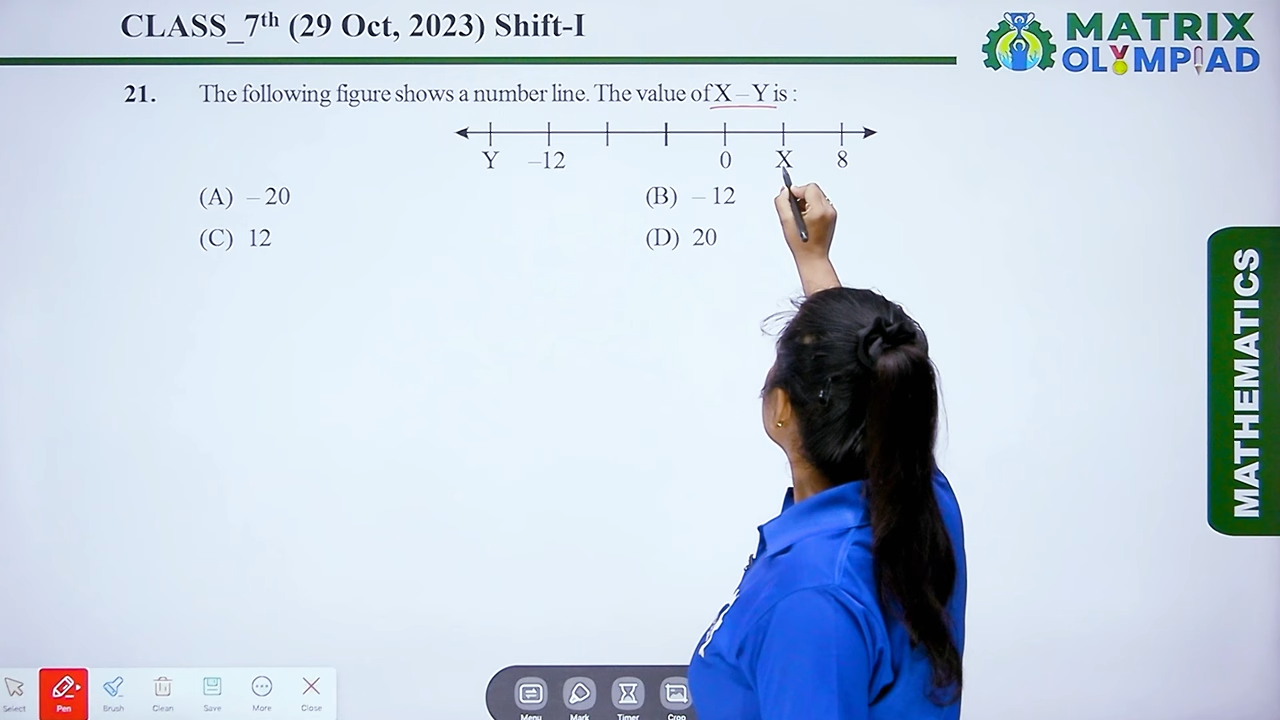 CLASS_7th (29 Oct, 2023) Shift-I
MATRIX
OLYMPIAD
21. The following figure shows a number line. The value of X – Y is :
Y –12 0 X 8
(A) – 20 (B) – 12
(C) 12 (D) 20
MATHEMATICS
Select Pen Brush Clean Save More Close
Menu Mark Timer Crop